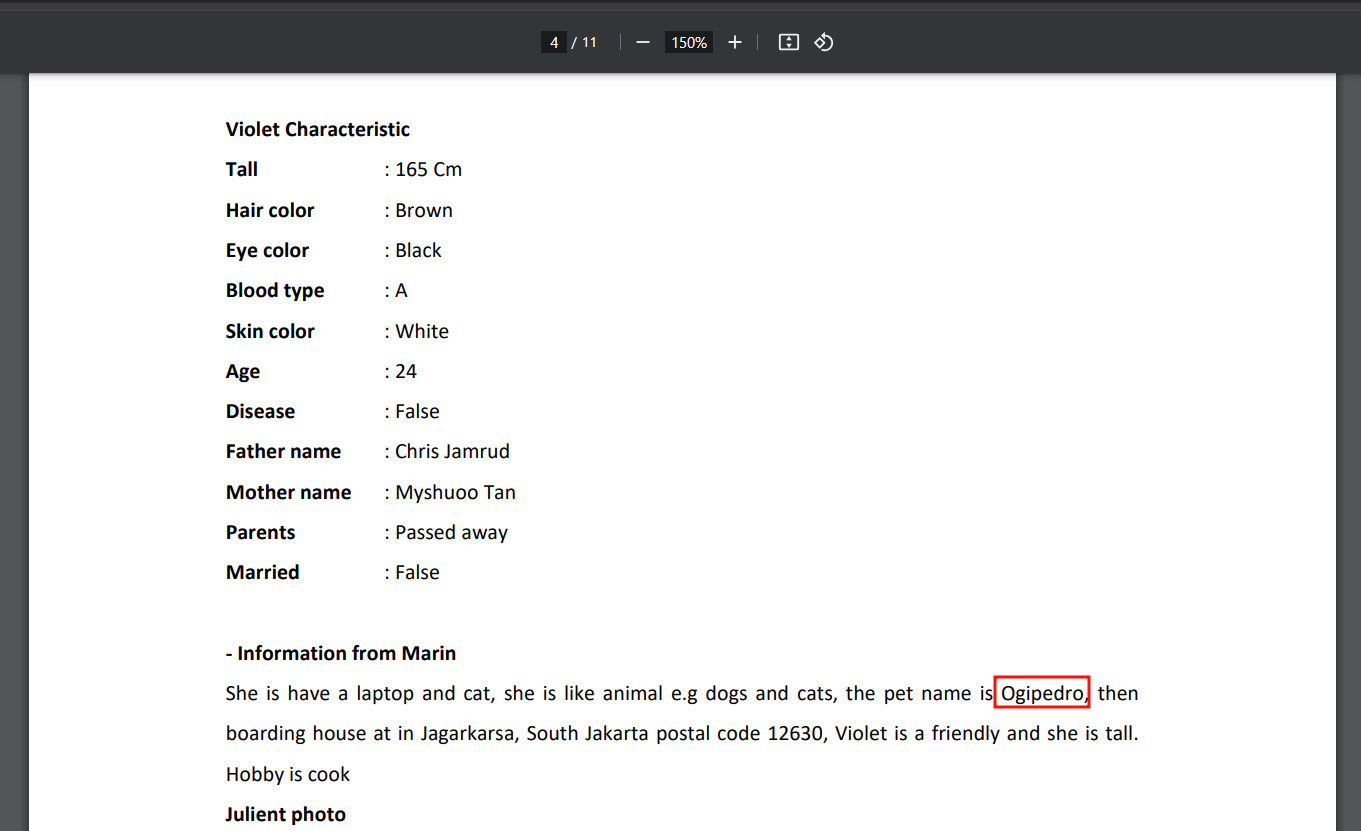 4 / 11 150%
Violet Characteristic
Tall : 165 Cm
Hair color : Brown
Eye color : Black
Blood type : A
Skin color : White
Age : 24
Disease : False
Father name : Chris Jamrud
Mother name : Myshuoo Tan
Parents : Passed away
Married : False
- Information from Marin
She is have a laptop and cat, she is like animal e.g dogs and cats, the pet name is Ogipedro, then
boarding house at in Jagarkarsa, South Jakarta postal code 12630, Violet is a friendly and she is tall.
Hobby is cook
Julient photo